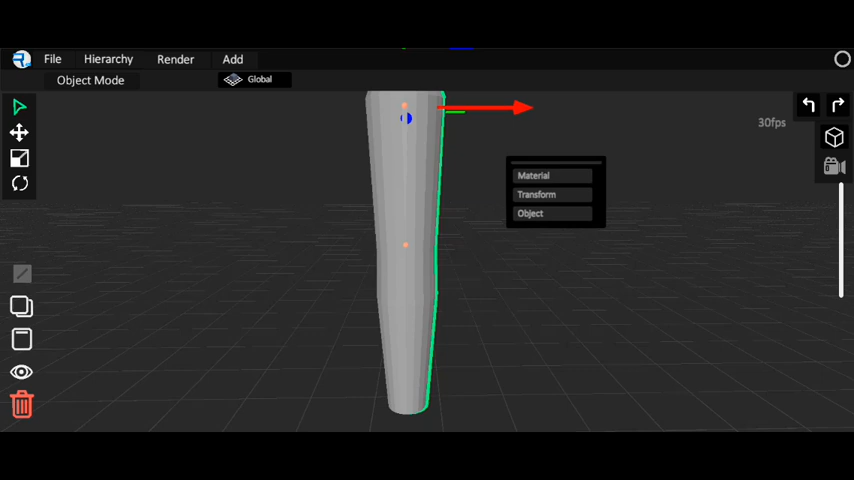 File Hierarchy Render Add
Object Mode Global
30fps
Material
Transform
Object